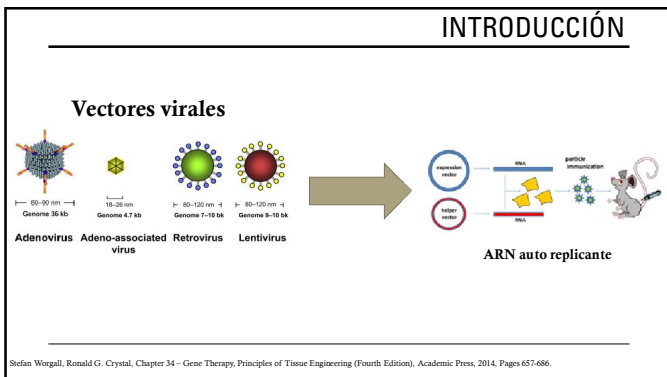 INTRODUCCIÓN
Vectores virales
80–90 nm
18–26 nm
80–120 nm
80–120 nm
Genome 36 kb
Genome 4.7 kb
Genome 7–10 bk
Genome 9–10 bk
Adenovirus
Adeno-associated
virus
Retrovirus
Lentivirus
expression
vector
RNA
particle
immunization
helper
vector
RNA
ARN auto replicante
Stefan Worgall, Ronald G. Crystal, Chapter 34 – Gene Therapy, Principles of Tissue Engineering (Fourth Edition), Academic Press, 2014, Pages 657-686.